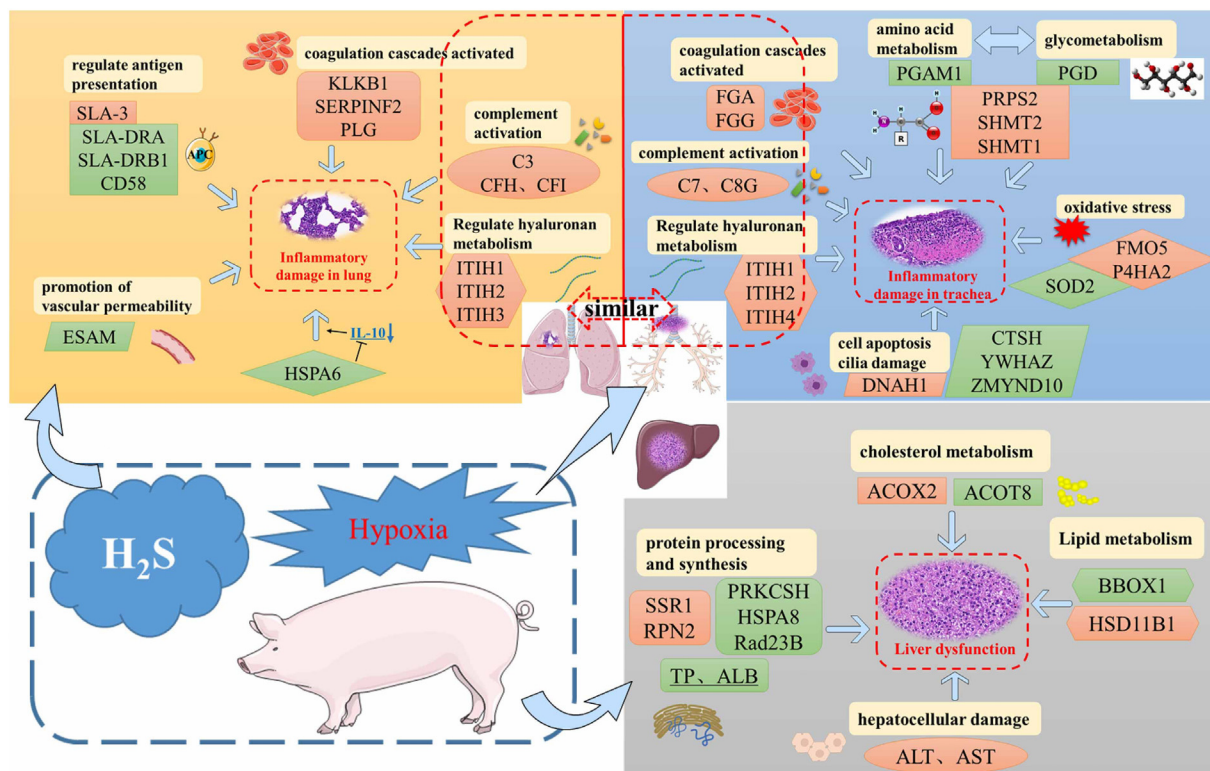 coagulation cascades activated
KLKB1
SERPINF2
PLG
regulate antigen
presentation
SLA-3
SLA-DRA
SLA-DRB1
CD58
APC
complement
activation
C3
CFH、CFI
Inflammatory
damage in lung
Regulate hyaluronan
metabolism
ITIH1
ITIH2
ITIH3
promotion of
vascular permeability
ESAM
IL-10
HSPA6
similar
coagulation cascades
activated
FGA
FGG
complement activation
C7、C8G
Regulate hyaluronan
metabolism
ITIH1
ITIH2
ITIH4
amino acid
metabolism
PGAM1
glycometabolism
PGD
PRPS2
SHMT2
SHMT1
H
H
R
C
C
H
O
O
R
Inflammatory
damage in trachea
oxidative stress
FMO5
P4HA2
SOD2
cell apoptosis
cilia damage
DNAH1
CTSH
YWHAZ
ZMYND10
H₂S
Hypoxia
cholesterol metabolism
ACOX2
ACOT8
protein processing
and synthesis
SSR1
RPN2
PRKCSH
HSPA8
Rad23B
TP、ALB
Lipid metabolism
BBOX1
HSD11B1
Liver dysfunction
hepatocellular damage
ALT、AST